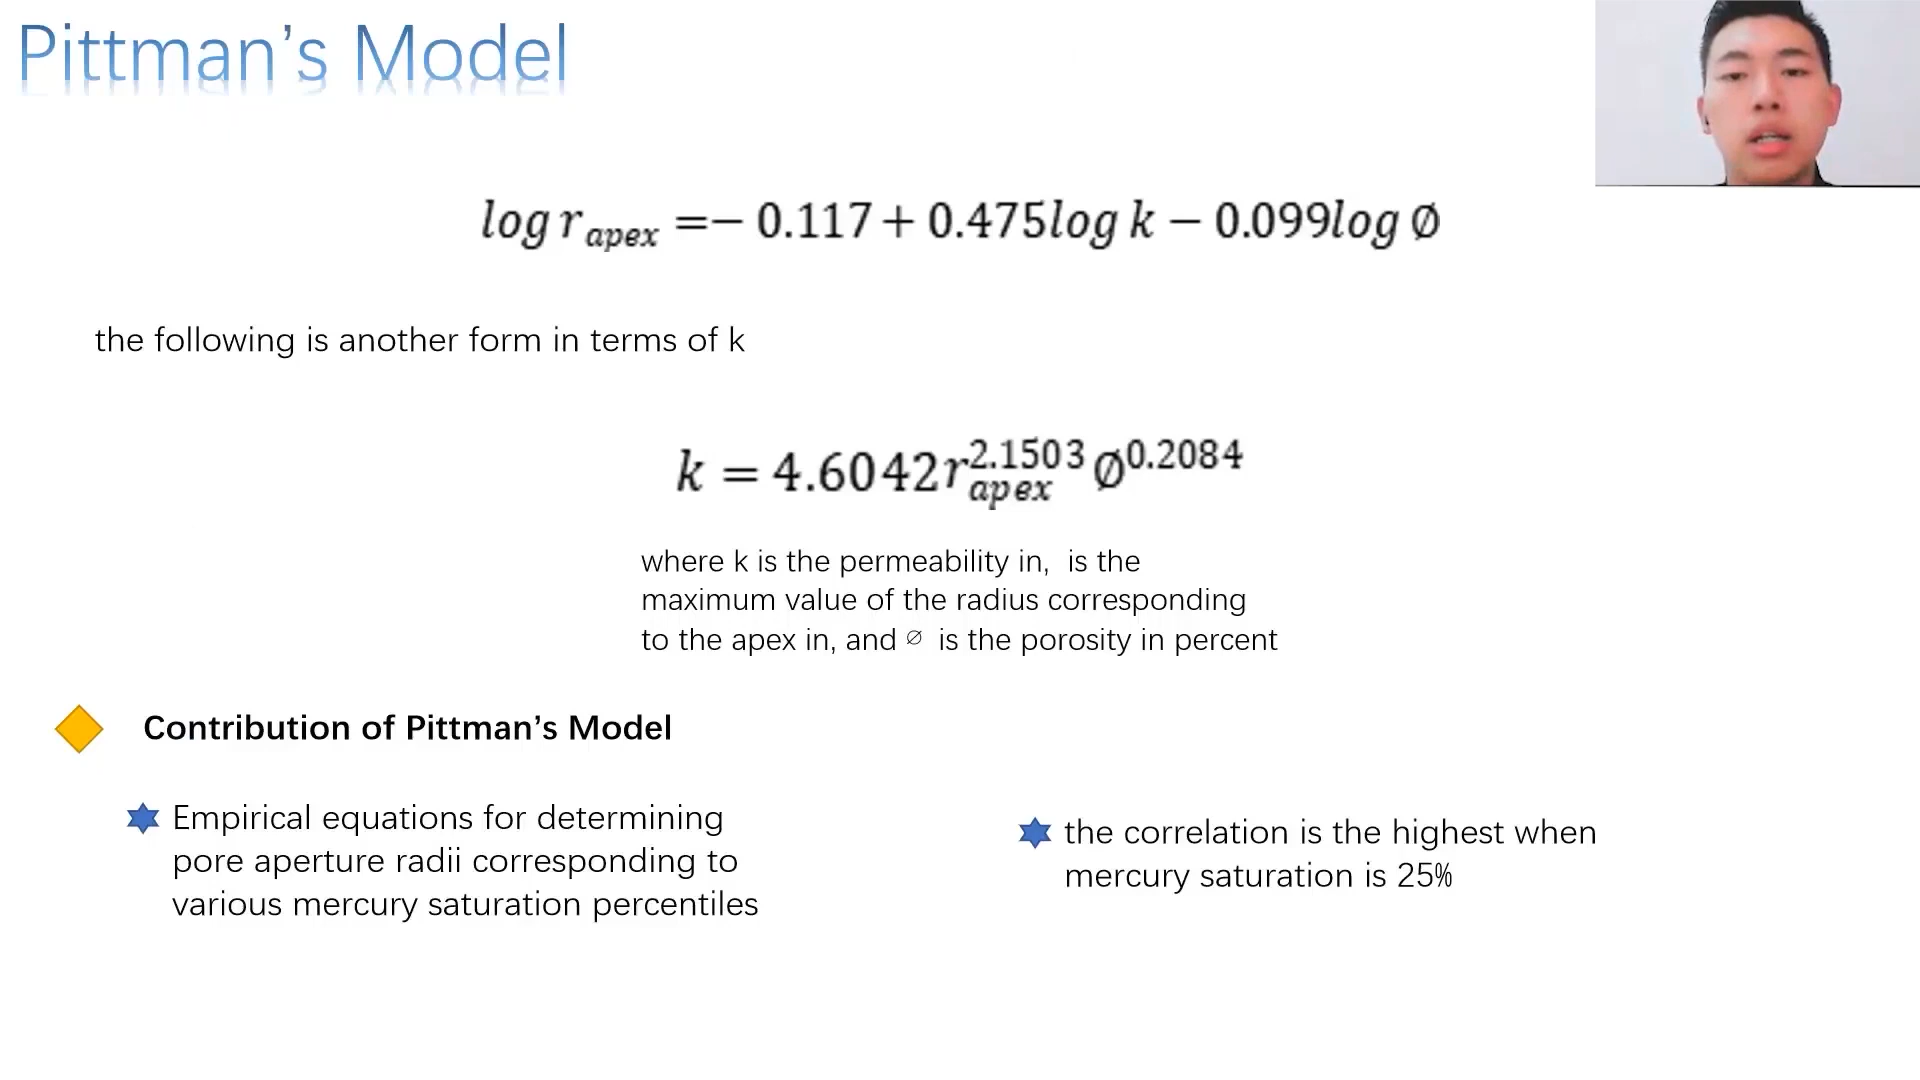 Pittman’s Model
log r apex =− 0.117 + 0.475log k − 0.099log ∅
the following is another form in terms of k
k = 4.6042r_{apex}^{2.1503} ∅^{0.2084}
where k is the permeability in,  is the
maximum value of the radius corresponding
to the apex in, and ∅ is the porosity in percent
Contribution of Pittman’s Model
Empirical equations for determining
pore aperture radii corresponding to
various mercury saturation percentiles
the correlation is the highest when
mercury saturation is 25%